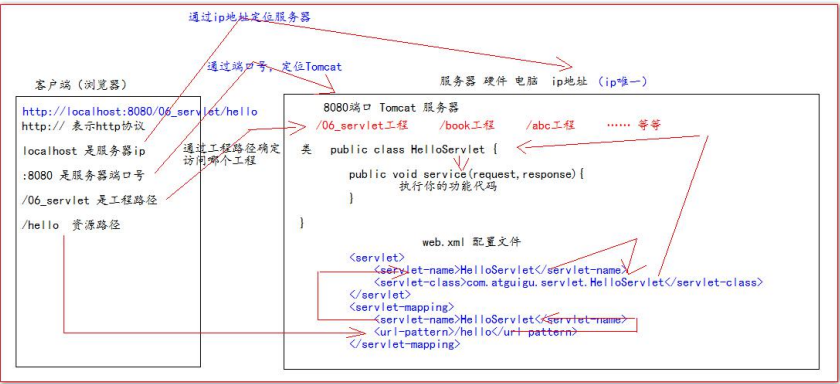 通过ip地址定位服务器
通过端口号，定位Tomcat
客户端（浏览器）
http://localhost:8080/06_servlet/hello
http:// 表示http协议
localhost 是服务器ip
:8080 是服务器端口号
/06_servlet 是工程路径
/hello 资源路径
通过工程路径确定
访问哪个工程
服务器 硬件 电脑 ip地址 （ip唯一）
8080端口 Tomcat 服务器
/06_servlet工程 /book工程 /abc工程 …… 等等
类 public class HelloServlet {
public void service(request,response){
执行你的功能代码
}
}
web.xml 配置文件
<servlet>
<servlet-name>HelloServlet</servlet-name>
<servlet-class>com.atguigu.servlet.HelloServlet</servlet-class>
</servlet>
<servlet-mapping>
<servlet-name>HelloServlet</servlet-name>
<url-pattern>/hello</url-pattern>
</servlet-mapping>